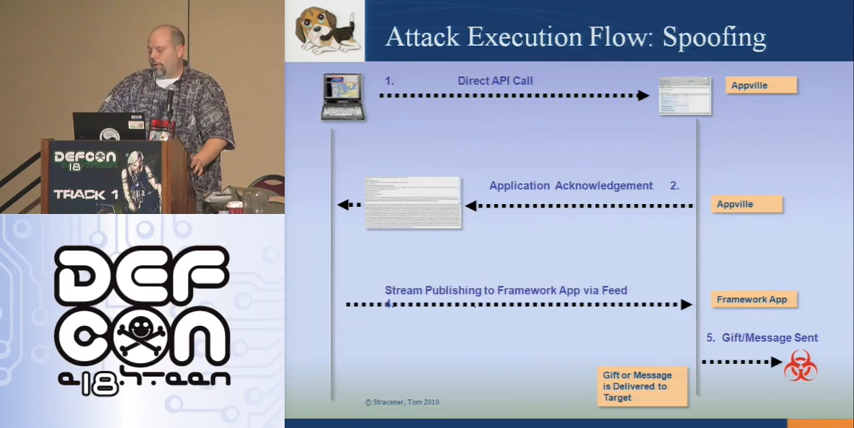 Attack Execution Flow: Spoofing
1. Direct API Call
Appville
Application Acknowledgement 2.
Appville
Stream Publishing to Framework App via Feed
4.
Framework App
5. Gift/Message Sent
Gift or Message
is Delivered to
Target
© Stracener, Tom 2010
DEFCON
18
TRACK 1
DEF
CON
e18hteen